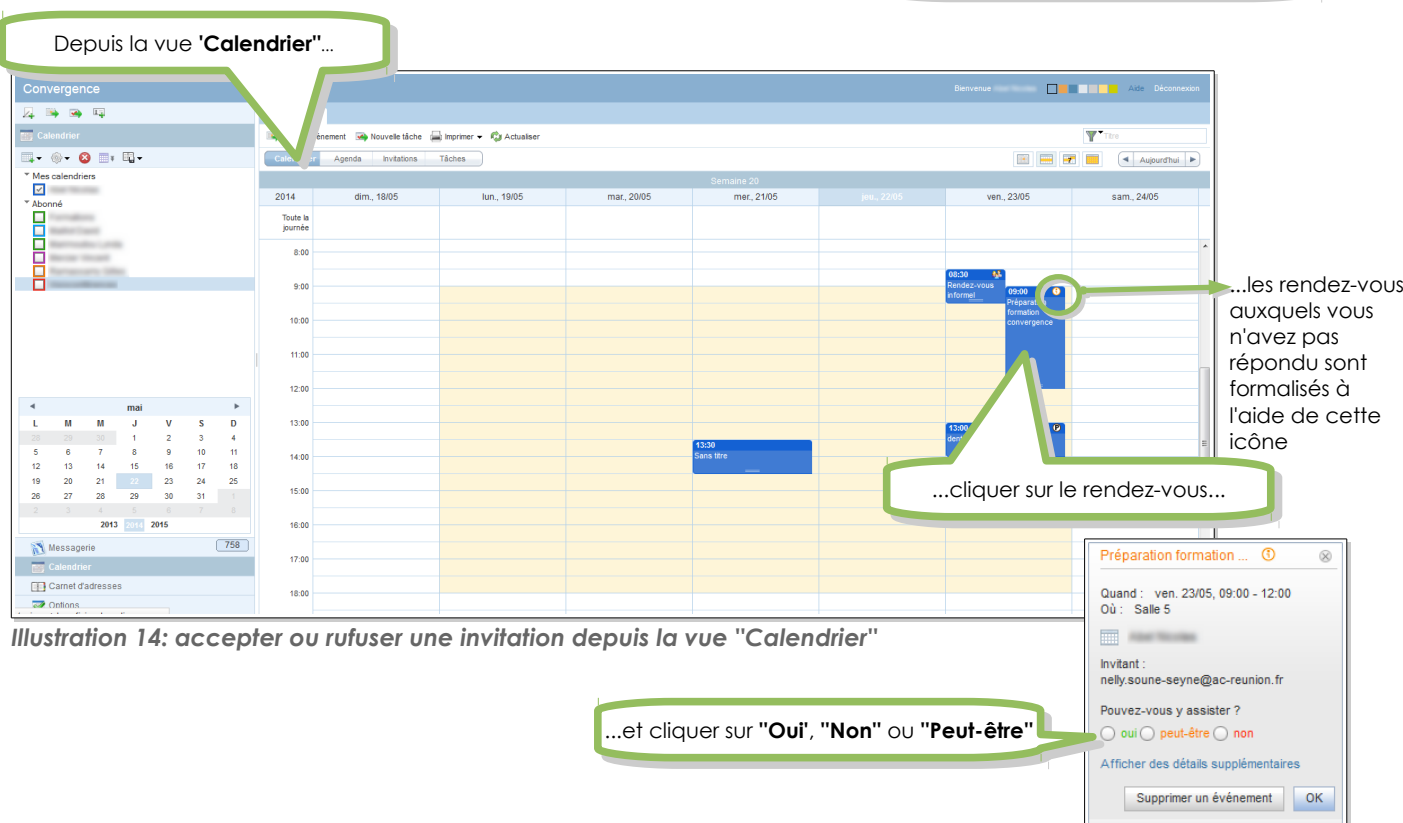 Depuis la vue 'Calendrier"...
Convergence
Bienvenue
Aide Déconnexion
Calendrier
Nouvelle tâche Imprimer Actualiser
Titre
Agenda Invitations Tâches
Aujourd'hui
Mes calendriers
Abonné
Semaine 20
2014 dim., 18/05 lun., 19/05 mar., 20/05 mer., 21/05 jeu., 22/05 ven., 23/05 sam., 24/05
Toute la
journée
8:00
9:00
10:00
11:00
12:00
13:00
14:00
15:00
16:00
17:00
18:00
08:30
Rendez-vous
informel
09:00
Préparation
formation
convergence
13:00
13:30
Sans titre
...les rendez-vous
auxquels vous
n'avez pas
répondu sont
formalisés à
l'aide de cette
icône
...cliquer sur le rendez-vous...
mai
L M M J V S D
28 29 30 1 2 3 4
5 6 7 8 9 10 11
12 13 14 15 16 17 18
19 20 21 22 23 24 25
26 27 28 29 30 31 1
2 3 4 5 6 7 8
2013 2014 2015
Messagerie 758
Calendrier
Carnet d'adresses
Options
Illustration 14: accepter ou rufuser une invitation depuis la vue "Calendrier"
Préparation formation ...
Quand : ven. 23/05, 09:00 - 12:00
Où : Salle 5
Invitant :
nelly.soune-seyne@ac-reunion.fr
Pouvez-vous y assister ?
oui peut-être non
Afficher des détails supplémentaires
Supprimer un événement OK
...et cliquer sur "Oui', "Non" ou "Peut-être"